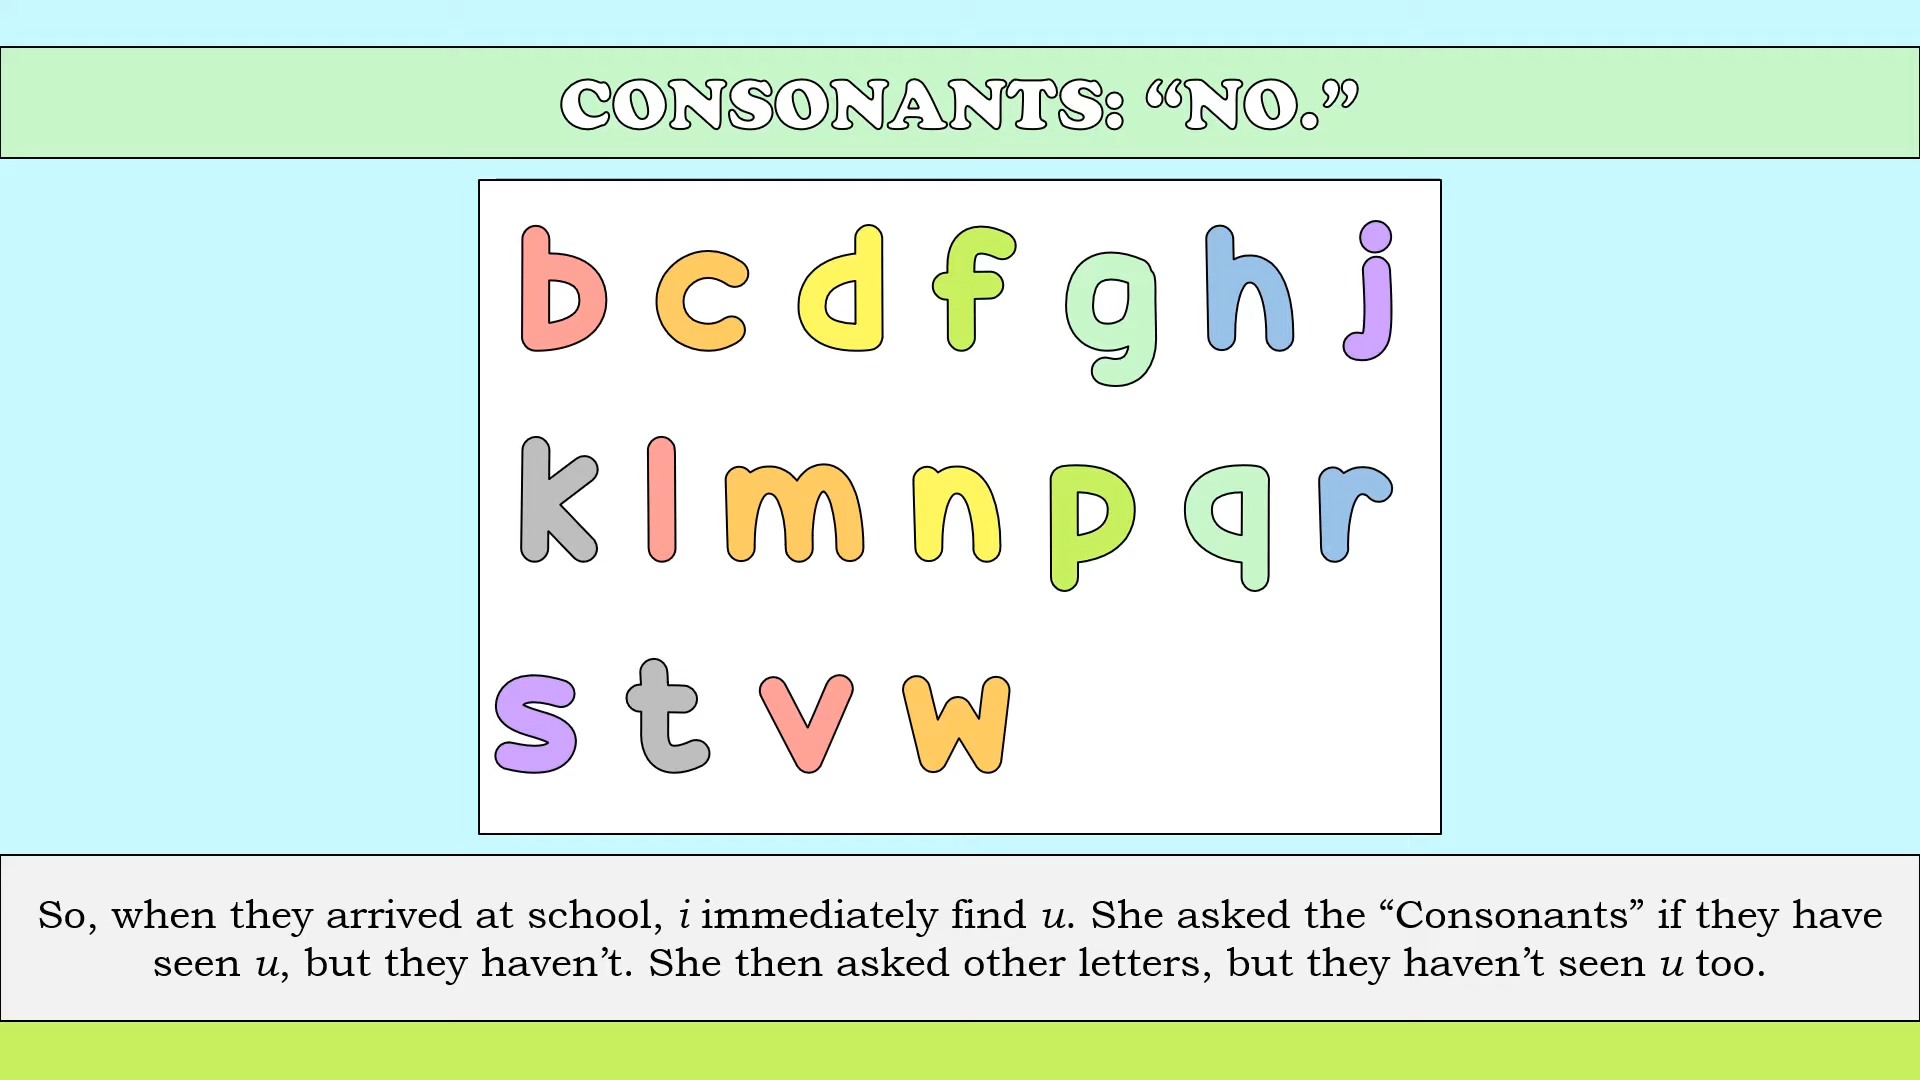 CONSONANTS: “NO.”
b c d f g h j
k l m n p q r
s t v w
So, when they arrived at school, i immediately find u. She asked the “Consonants” if they have
seen u, but they haven’t. She then asked other letters, but they haven’t seen u too.